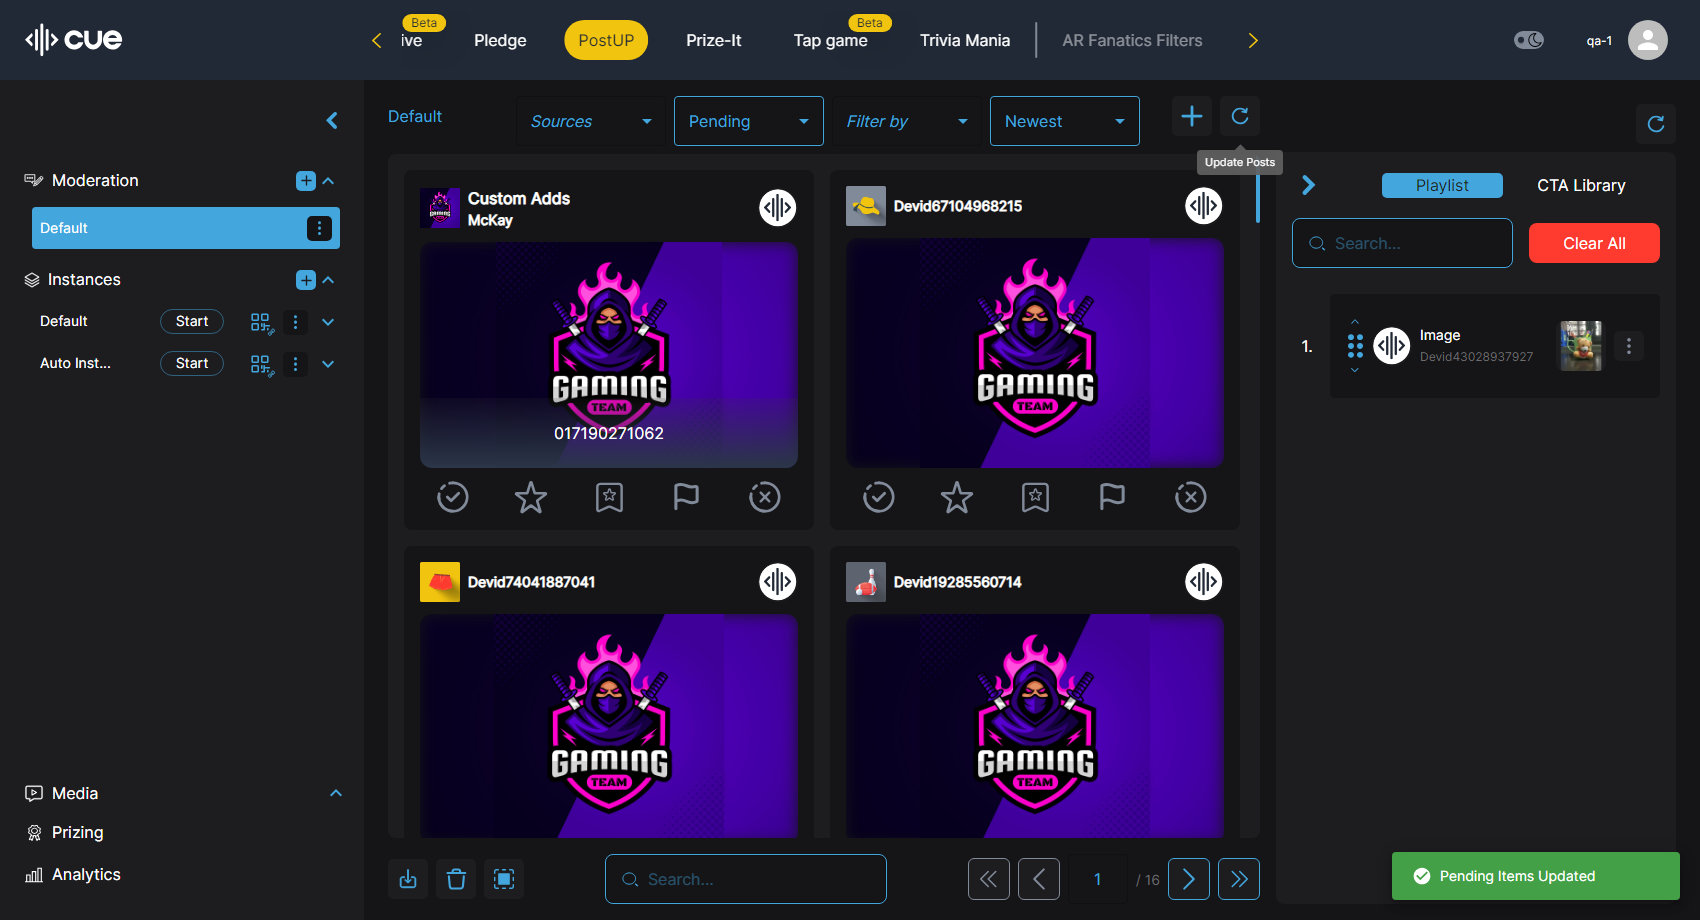 cue
Beta
ive
Pledge
PostUP
Prize-It
Beta
Tap game
Trivia Mania
AR Fanatics Filters
qa-1
Default
Sources
Pending
Filter by
Newest
Update Posts
Moderation
Default
Instances
Default
Start
Auto Inst...
Start
Media
Prizing
Analytics
Custom Adds
McKay
GAMING
TEAM
017190271062
Devid67104968215
GAMING
TEAM
Devid74041887041
GAMING
TEAM
Devid19285560714
GAMING
TEAM
Search...
1
/ 16
Playlist
CTA Library
Search...
Clear All
1.
Image
Devid43028937927
Pending Items Updated